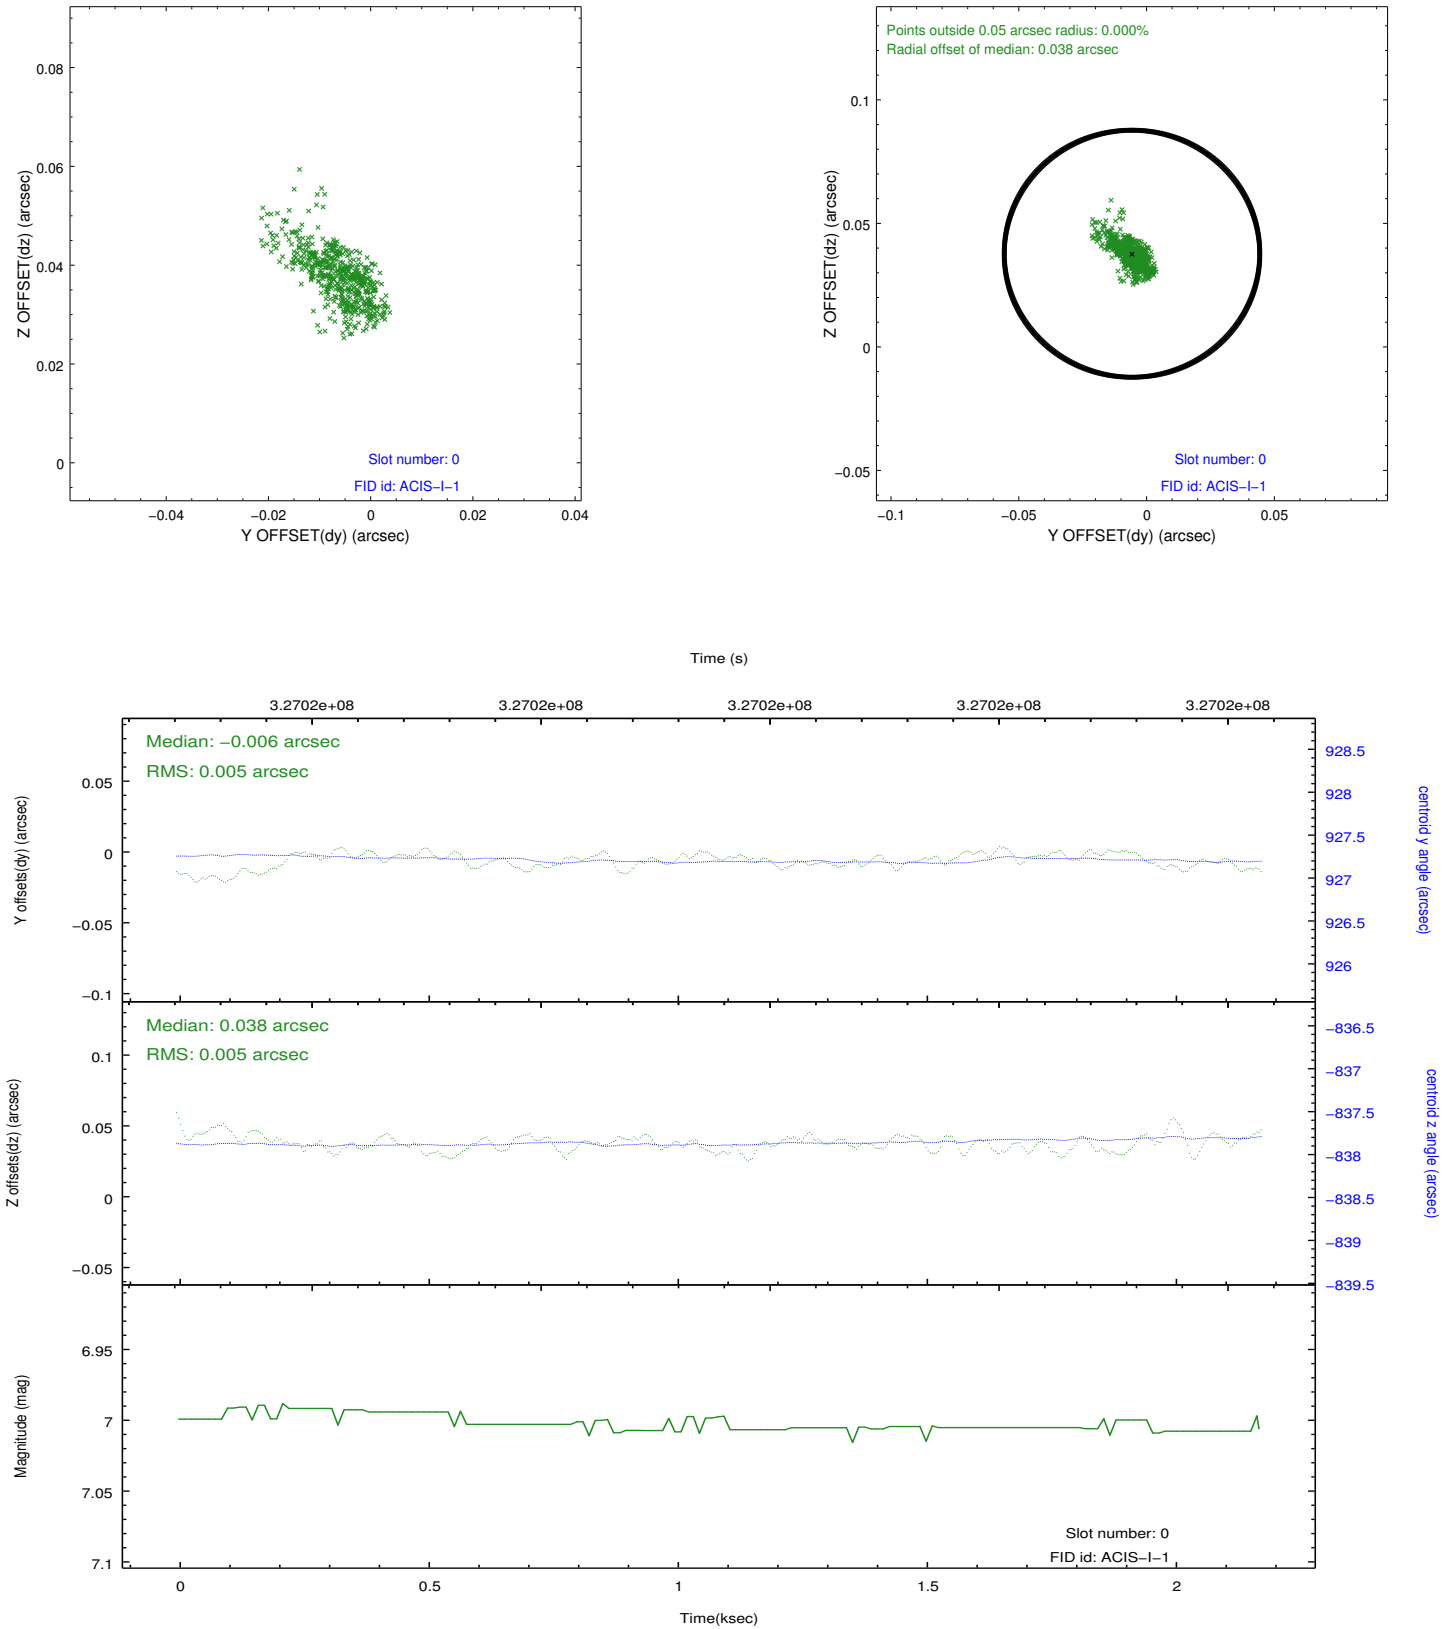 0.08
0.06
0.04
0.02
0
Z OFFSET(dz) (arcsec)
Slot number: 0
FID id: ACIS−I−1
−0.04
−0.02
0
0.02
0.04
Y OFFSET(dy) (arcsec)
Points outside 0.05 arcsec radius: 0.000%
Radial offset of median: 0.038 arcsec
0.1
0.05
0
−0.05
Z OFFSET(dz) (arcsec)
Slot number: 0
FID id: ACIS−I−1
−0.1
−0.05
0
0.05
Y OFFSET(dy) (arcsec)
Time (s)
3.2702e+08
3.2702e+08
3.2702e+08
3.2702e+08
3.2702e+08
Median: −0.006 arcsec
RMS: 0.005 arcsec
0.05
0
−0.05
−0.1
Y offsets(dy) (arcsec)
928.5
928
927.5
927
926.5
926
centroid y angle (arcsec)
Median: 0.038 arcsec
RMS: 0.005 arcsec
0.1
0.05
0
−0.05
Z offsets(dz) (arcsec)
−836.5
−837
−837.5
−838
−838.5
−839
−839.5
centroid z angle (arcsec)
6.95
7
7.05
7.1
Magnitude (mag)
Slot number: 0
FID id: ACIS−I−1
0
0.5
1
1.5
2
Time(ksec)